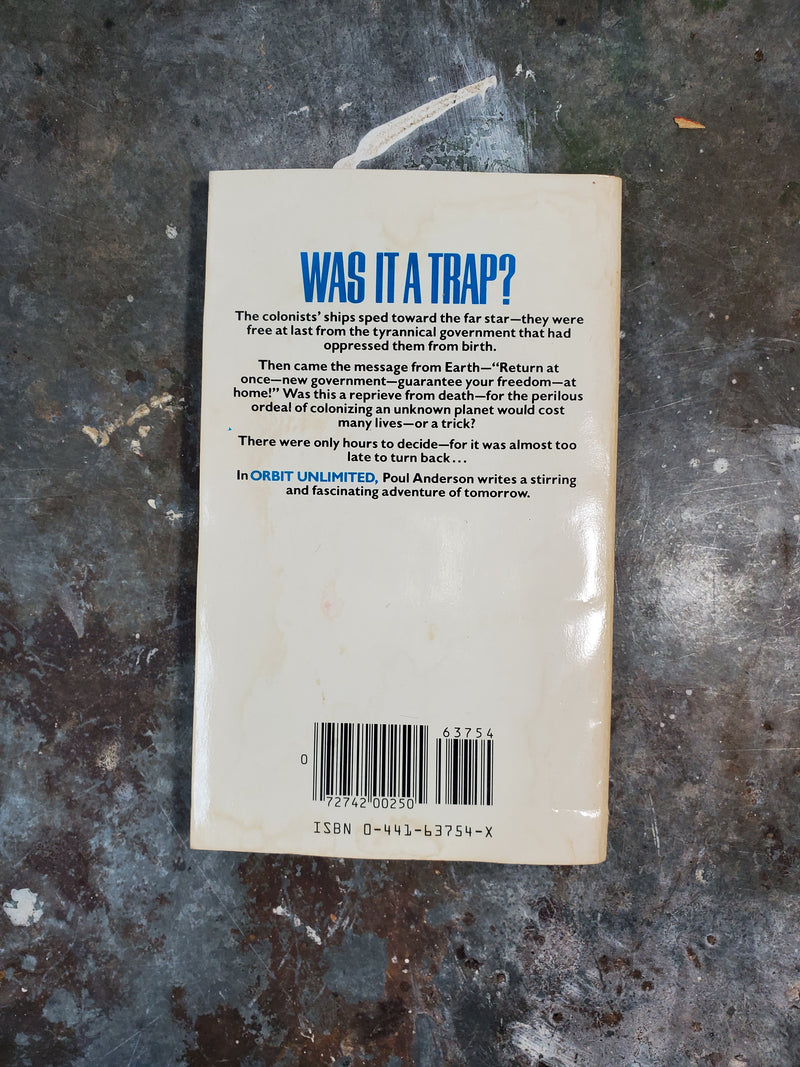 WAS IT A TRAP?
The colonists' ships sped toward the far star—they were
free at last from the tyrannical government that had
oppressed them from birth.
Then came the message from Earth—“Return at
once—new government—guarantee your freedom—at
home!” Was this a reprieve from death—for the perilous
ordeal of colonizing an unknown planet would cost
many lives—or a trick?
There were only hours to decide—for it was almost too
late to turn back...
In ORBIT UNLIMITED, Poul Anderson writes a stirring
and fascinating adventure of tomorrow.
63754
0
72742 00250
ISBN 0-441-63754-X